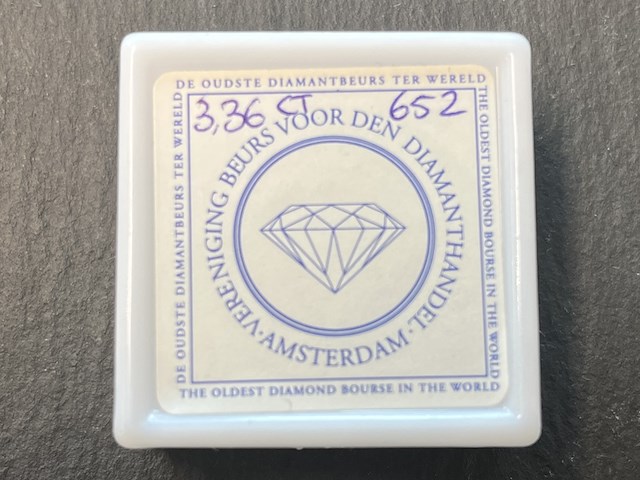 DE OUDSTE DIAMANTBEURS TER WERELD
3,36 CT 652
VERENIGING BEURS VOOR DEN DIAMANTHANDEL
·AMSTERDAM·
DE OUDSTE DIAMANTBEURS TER WERELD
THE OLDEST DIAMOND BOURSE IN THE WORLD
THE OLDEST DIAMOND BOURSE IN THE WORLD